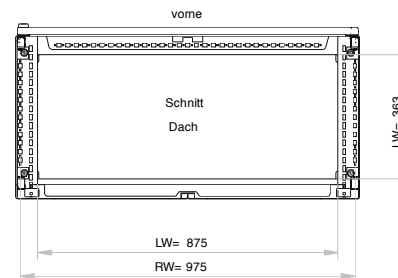 vorne
Schnitt
Dach
LW= 363
LW= 875
RW= 975